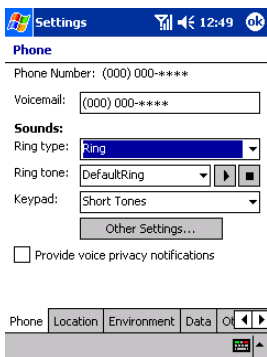 Settings 12:49 ok
Phone
Phone Number: (000) 000-****
Voicemail: (000) 000-****
Sounds:
Ring type: Ring
Ring tone: DefaultRing
Keypad: Short Tones
Other Settings...
Provide voice privacy notifications
Phone Location Environment Data Ot